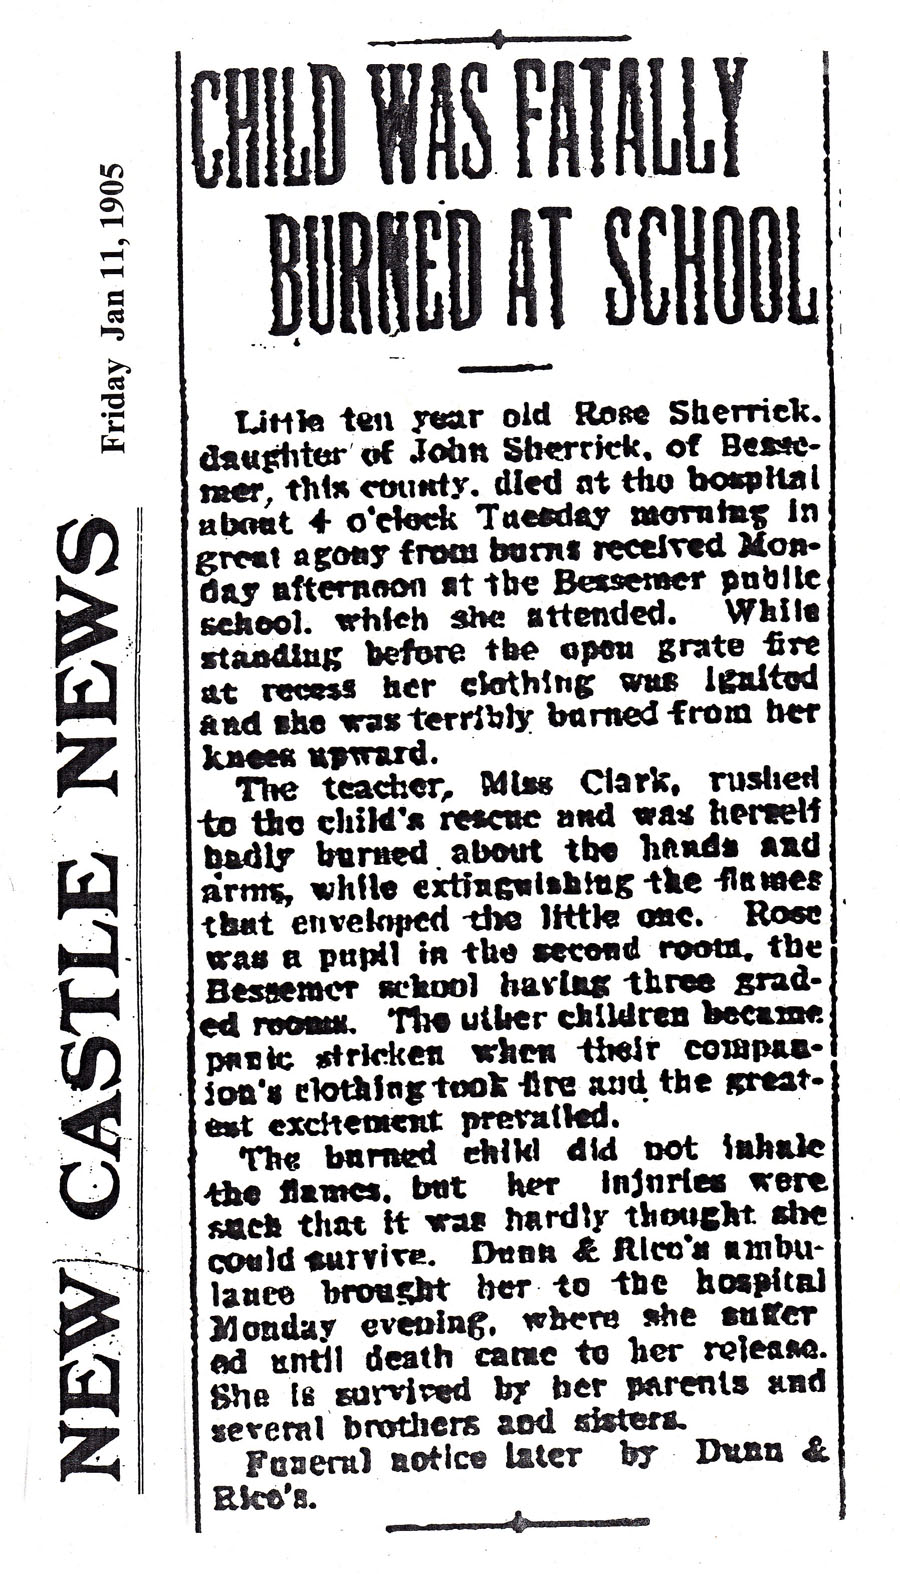 NEW CASTLE NEWS
Friday Jan 11, 1905
CHILD WAS FATALLY
BURNED AT SCHOOL
Little ten year old Rose Sherrick,
daughter of John Sherrick, of Besse-
mer, this county, died at the hospital
about 4 o'clock Tuesday morning in
great agony from burns received Mon-
day afternoon at the Bessemer public
school, which she attended. While
standing before the open grate fire
at recess her clothing was ignited
and she was terribly burned from her
knees upward.
The teacher, Miss Clark, rushed
to the child's rescue and was herself
badly burned about the hands and
arms, while extinguishing the flames
that enveloped the little one. Rose
was a pupil in the second room, the
Bessemer school having three grad-
ed rooms. The other children became
panic stricken when their compan-
ion's clothing took fire and the great-
est excitement prevailed.
The burned child did not inhale
the flames, but her injuries were
such that it was hardly thought she
could survive. Dunn & Rice's ambu-
lance brought her to the hospital
Monday evening, where she suffer
ed until death came to her release.
She is survived by her parents and
several brothers and sisters.
Funeral notice later by Dunn &
Rice's.